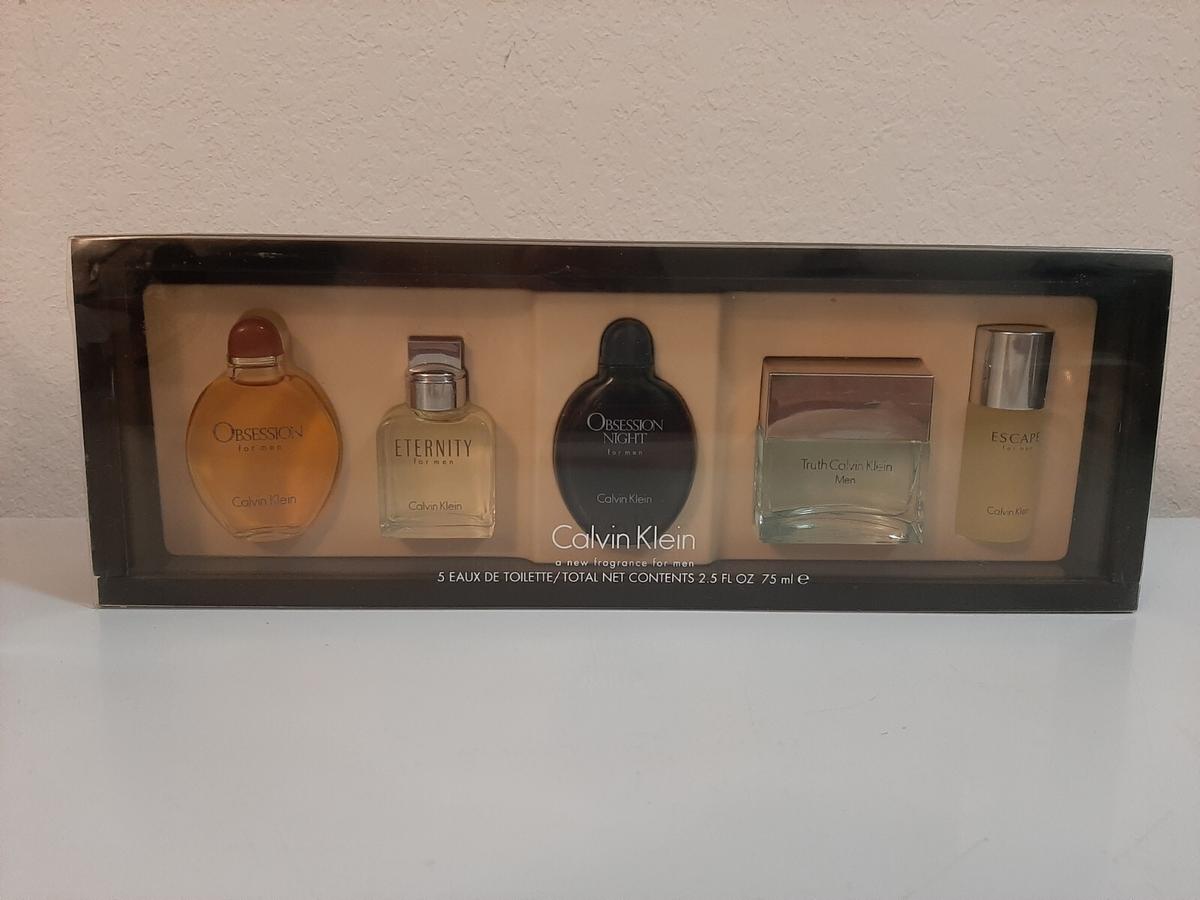 OBSESSION
for men
Calvin Klein
ETERNITY
for men
Calvin Klein
OBSESSION
NIGHT
for men
Calvin Klein
Truth Calvin Klein
Men
ESCAPE
for men
Calvin Klein
Calvin Klein
a new fragrance for men
5 EAUX DE TOILETTE/TOTAL NET CONTENTS 2.5 FL OZ 75 ml ℮